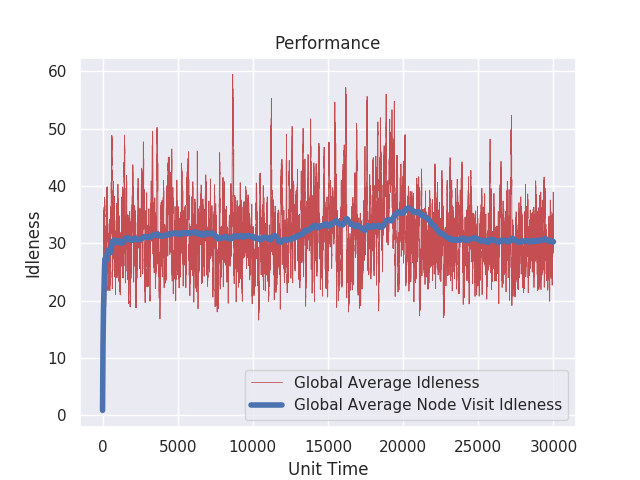 Performance
Idleness
60
50
40
30
20
10
0
Global Average Idleness
Global Average Node Visit Idleness
0 5000 10000 15000 20000 25000 30000
Unit Time